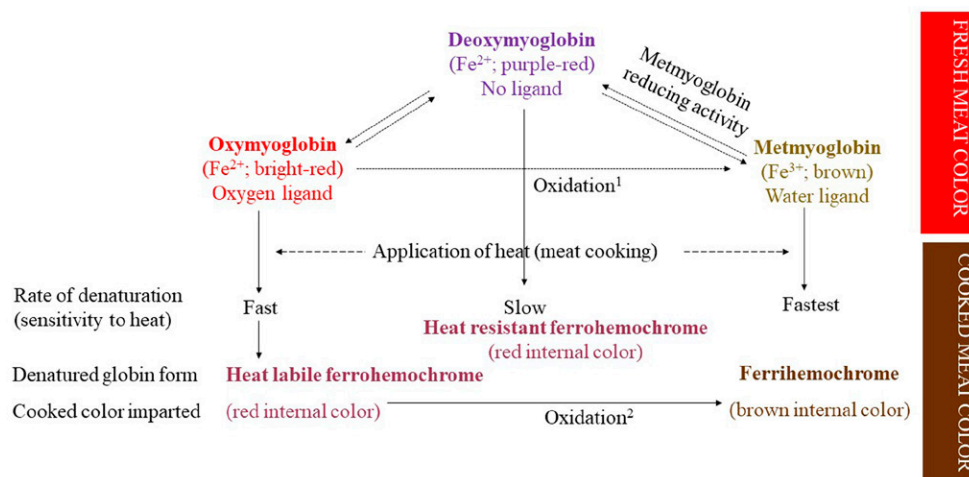 Deoxymyoglobin
(Fe²⁺; purple-red)
No ligand
Metmyoglobin
reducing activity
Oxymyoglobin
(Fe²⁺; bright-red)
Oxygen ligand
Oxidation¹
Metmyoglobin
(Fe³⁺; brown)
Water ligand
FRESH MEAT COLOR
Application of heat (meat cooking)
Rate of denaturation
(sensitivity to heat)
Fast
Slow
Fastest
Heat resistant ferrohemochrome
(red internal color)
Denatured globin form
Heat labile ferrohemochrome
Ferrihemochrome
Cooked color imparted
(red internal color)
Oxidation²
(brown internal color)
COOKED MEAT COLOR